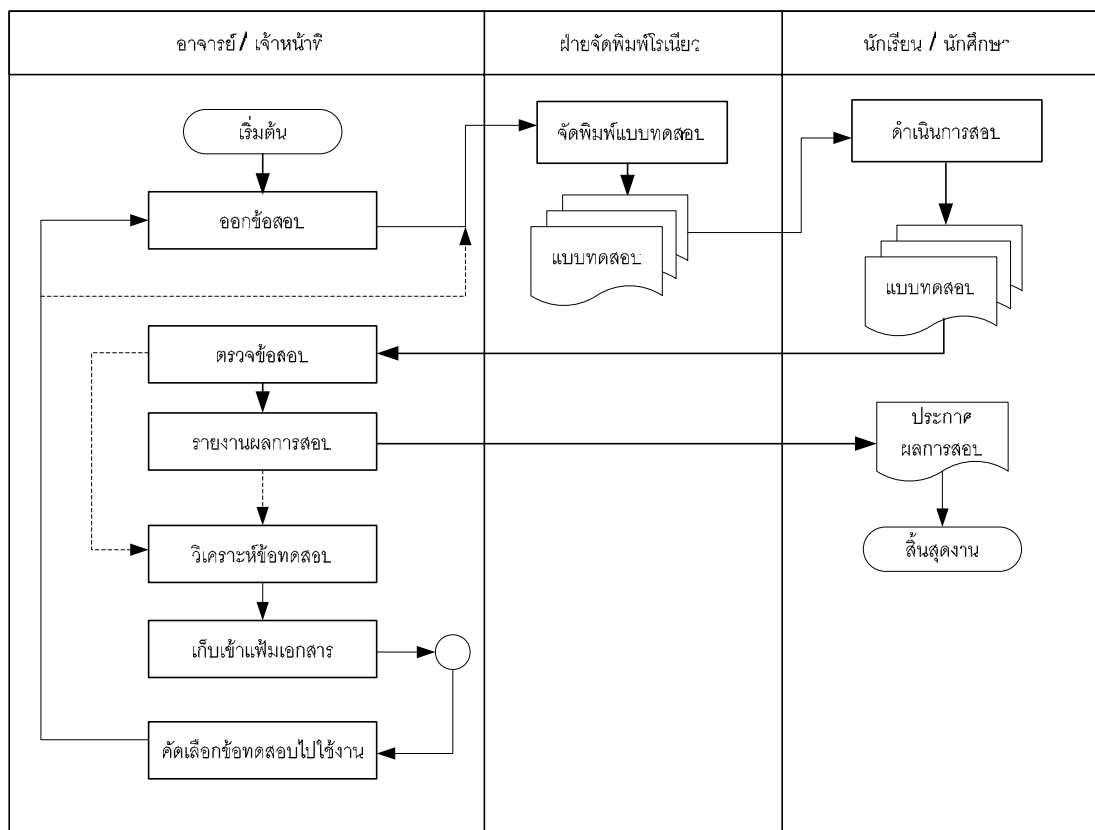 อาจารย์ / เจ้าหน้าที่
ฝ่ายจัดพิมพ์โรเนียว
นักเรียน / นักศึกษา
เริ่มต้น
จัดพิมพ์แบบทดสอบ
ดำเนินการสอบ
ออกข้อสอบ
แบบทดสอบ
แบบทดสอบ
ตรวจข้อสอบ
รายงานผลการสอบ
ประกาศ
ผลการสอบ
วิเคราะห์ข้อทดสอบ
สิ้นสุดงาน
เก็บเข้าแฟ้มเอกสาร
คัดเลือกข้อทดสอบไปใช้งาน